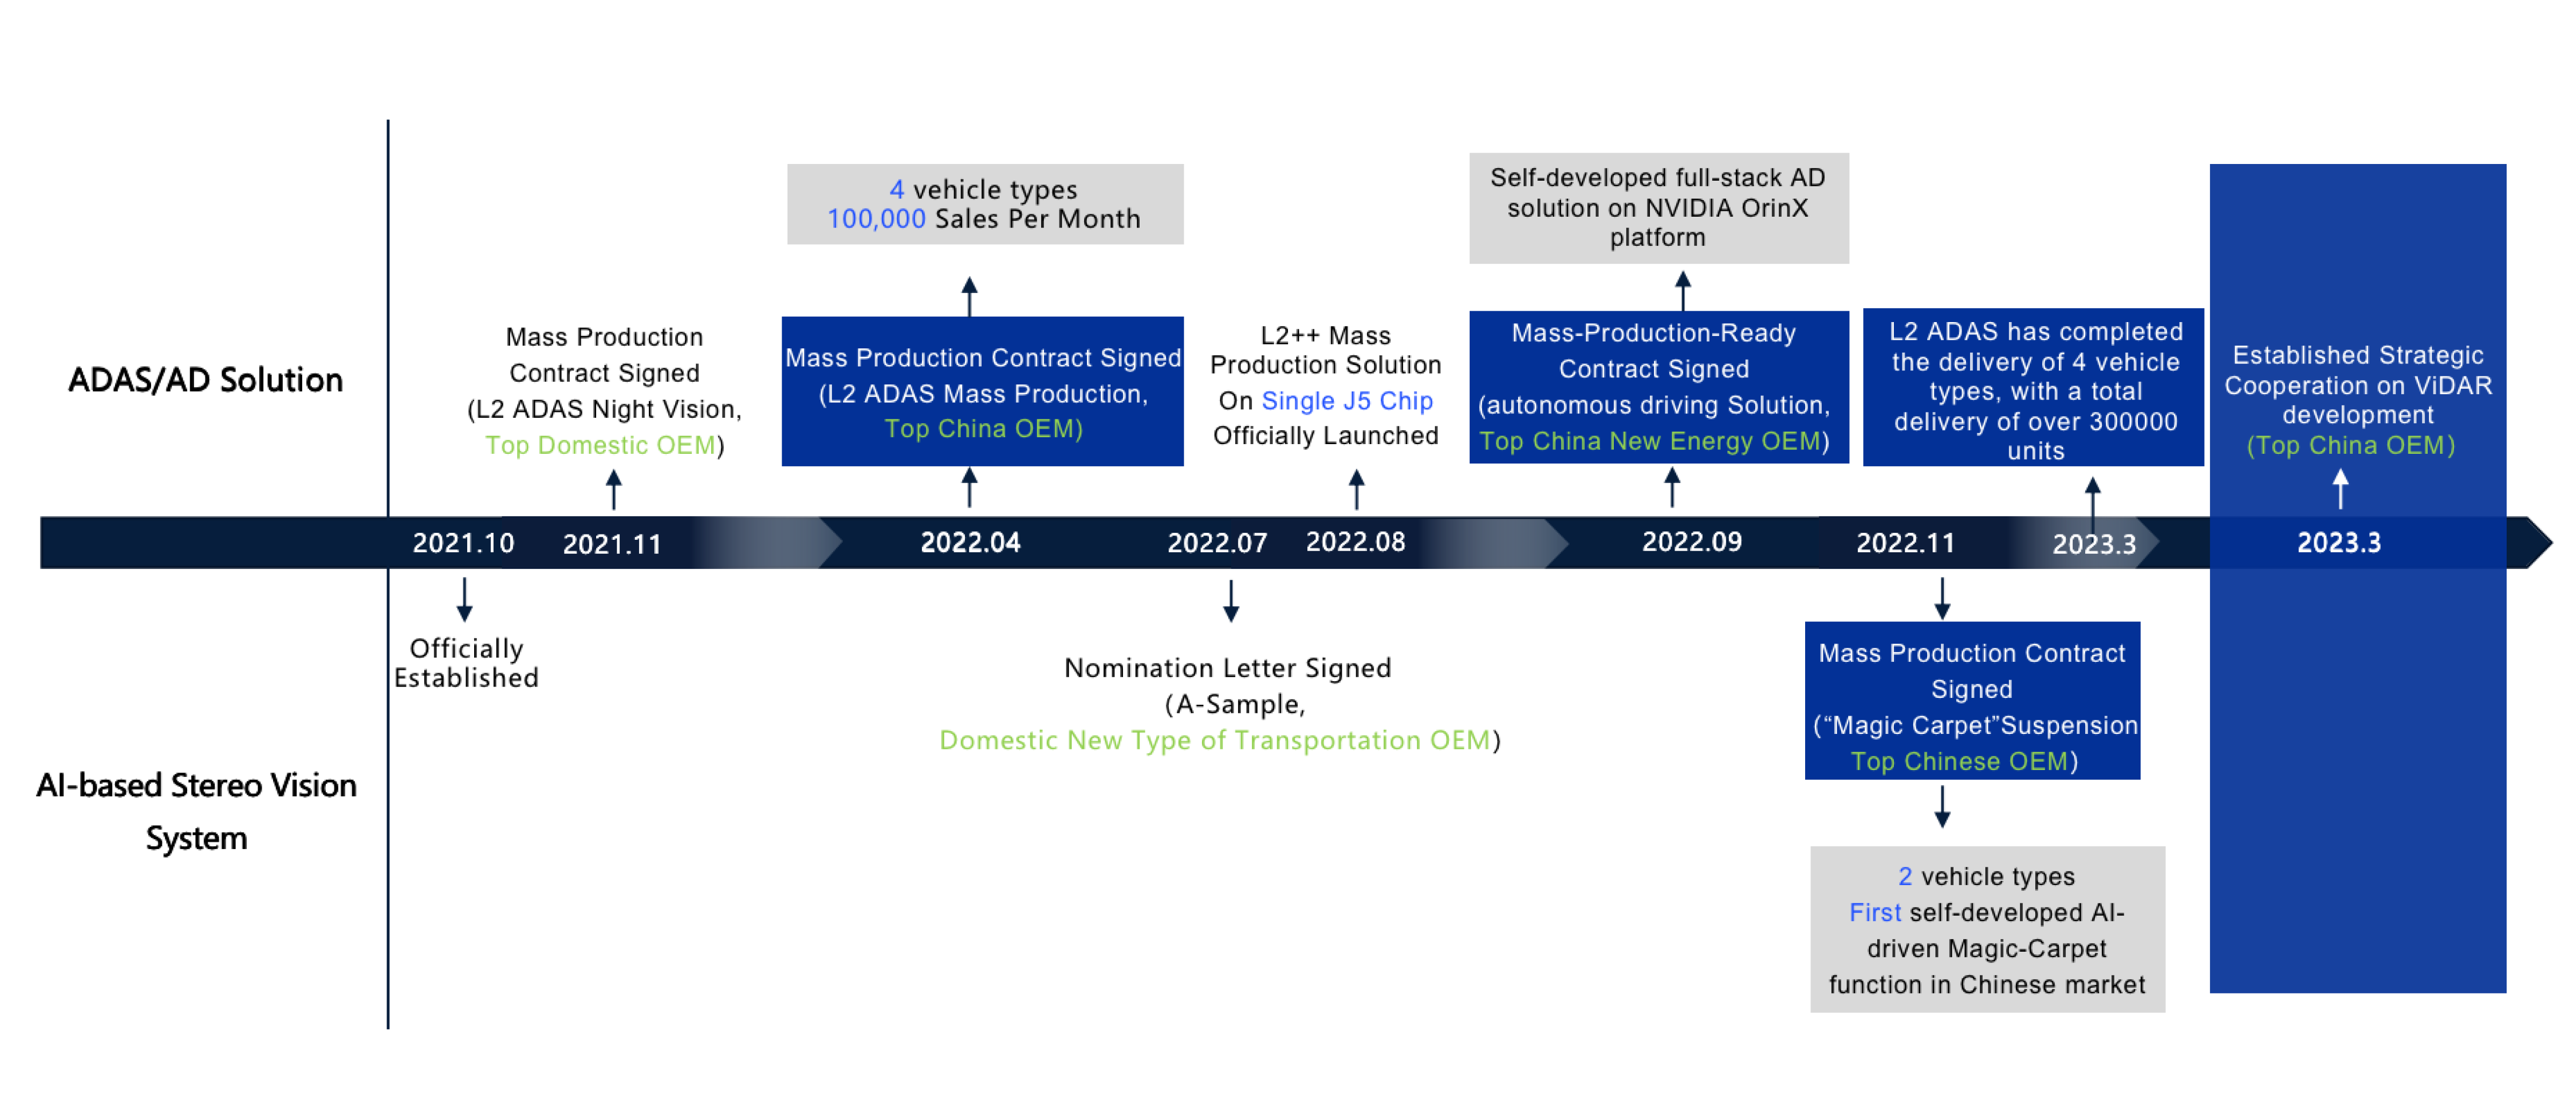 4 vehicle types
100,000 Sales Per Month
Self-developed full-stack AD
solution on NVIDIA OrinX
platform
ADAS/AD Solution
Mass Production
Contract Signed
(L2 ADAS Night Vision,
Top Domestic OEM)
Mass Production Contract Signed
(L2 ADAS Mass Production,
Top China OEM)
L2++ Mass
Production Solution
On Single J5 Chip
Officially Launched
Mass-Production-Ready
Contract Signed
(autonomous driving Solution,
Top China New Energy OEM)
L2 ADAS has completed
the delivery of 4 vehicle
types, with a total
delivery of over 300000
units
Established Strategic
Cooperation on ViDAR
development
(Top China OEM)
2021.10
2021.11
2022.04
2022.07
2022.08
2022.09
2022.11
2023.3
2023.3
AI-based Stereo Vision
System
Officially
Established
Nomination Letter Signed
(A-Sample,
Domestic New Type of Transportation OEM)
Mass Production Contract
Signed
(“Magic Carpet”Suspension
Top Chinese OEM)
2 vehicle types
First self-developed AI-
driven Magic-Carpet
function in Chinese market